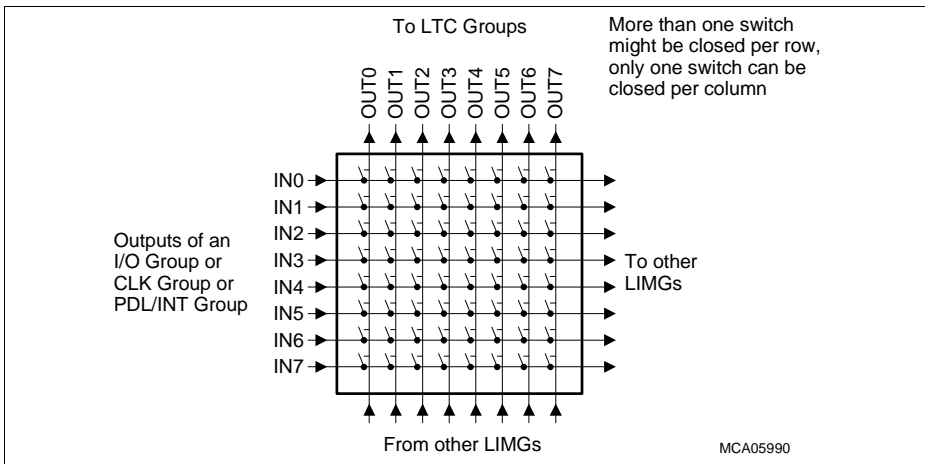 To LTC Groups
More than one switch
might be closed per row,
only one switch can be
closed per column
OUT0
OUT1
OUT2
OUT3
OUT4
OUT5
OUT6
OUT7
Outputs of an
I/O Group or
CLK Group or
PDL/INT Group
IN0
IN1
IN2
IN3
IN4
IN5
IN6
IN7
To other
LIMGs
From other LIMGs
MCA05990